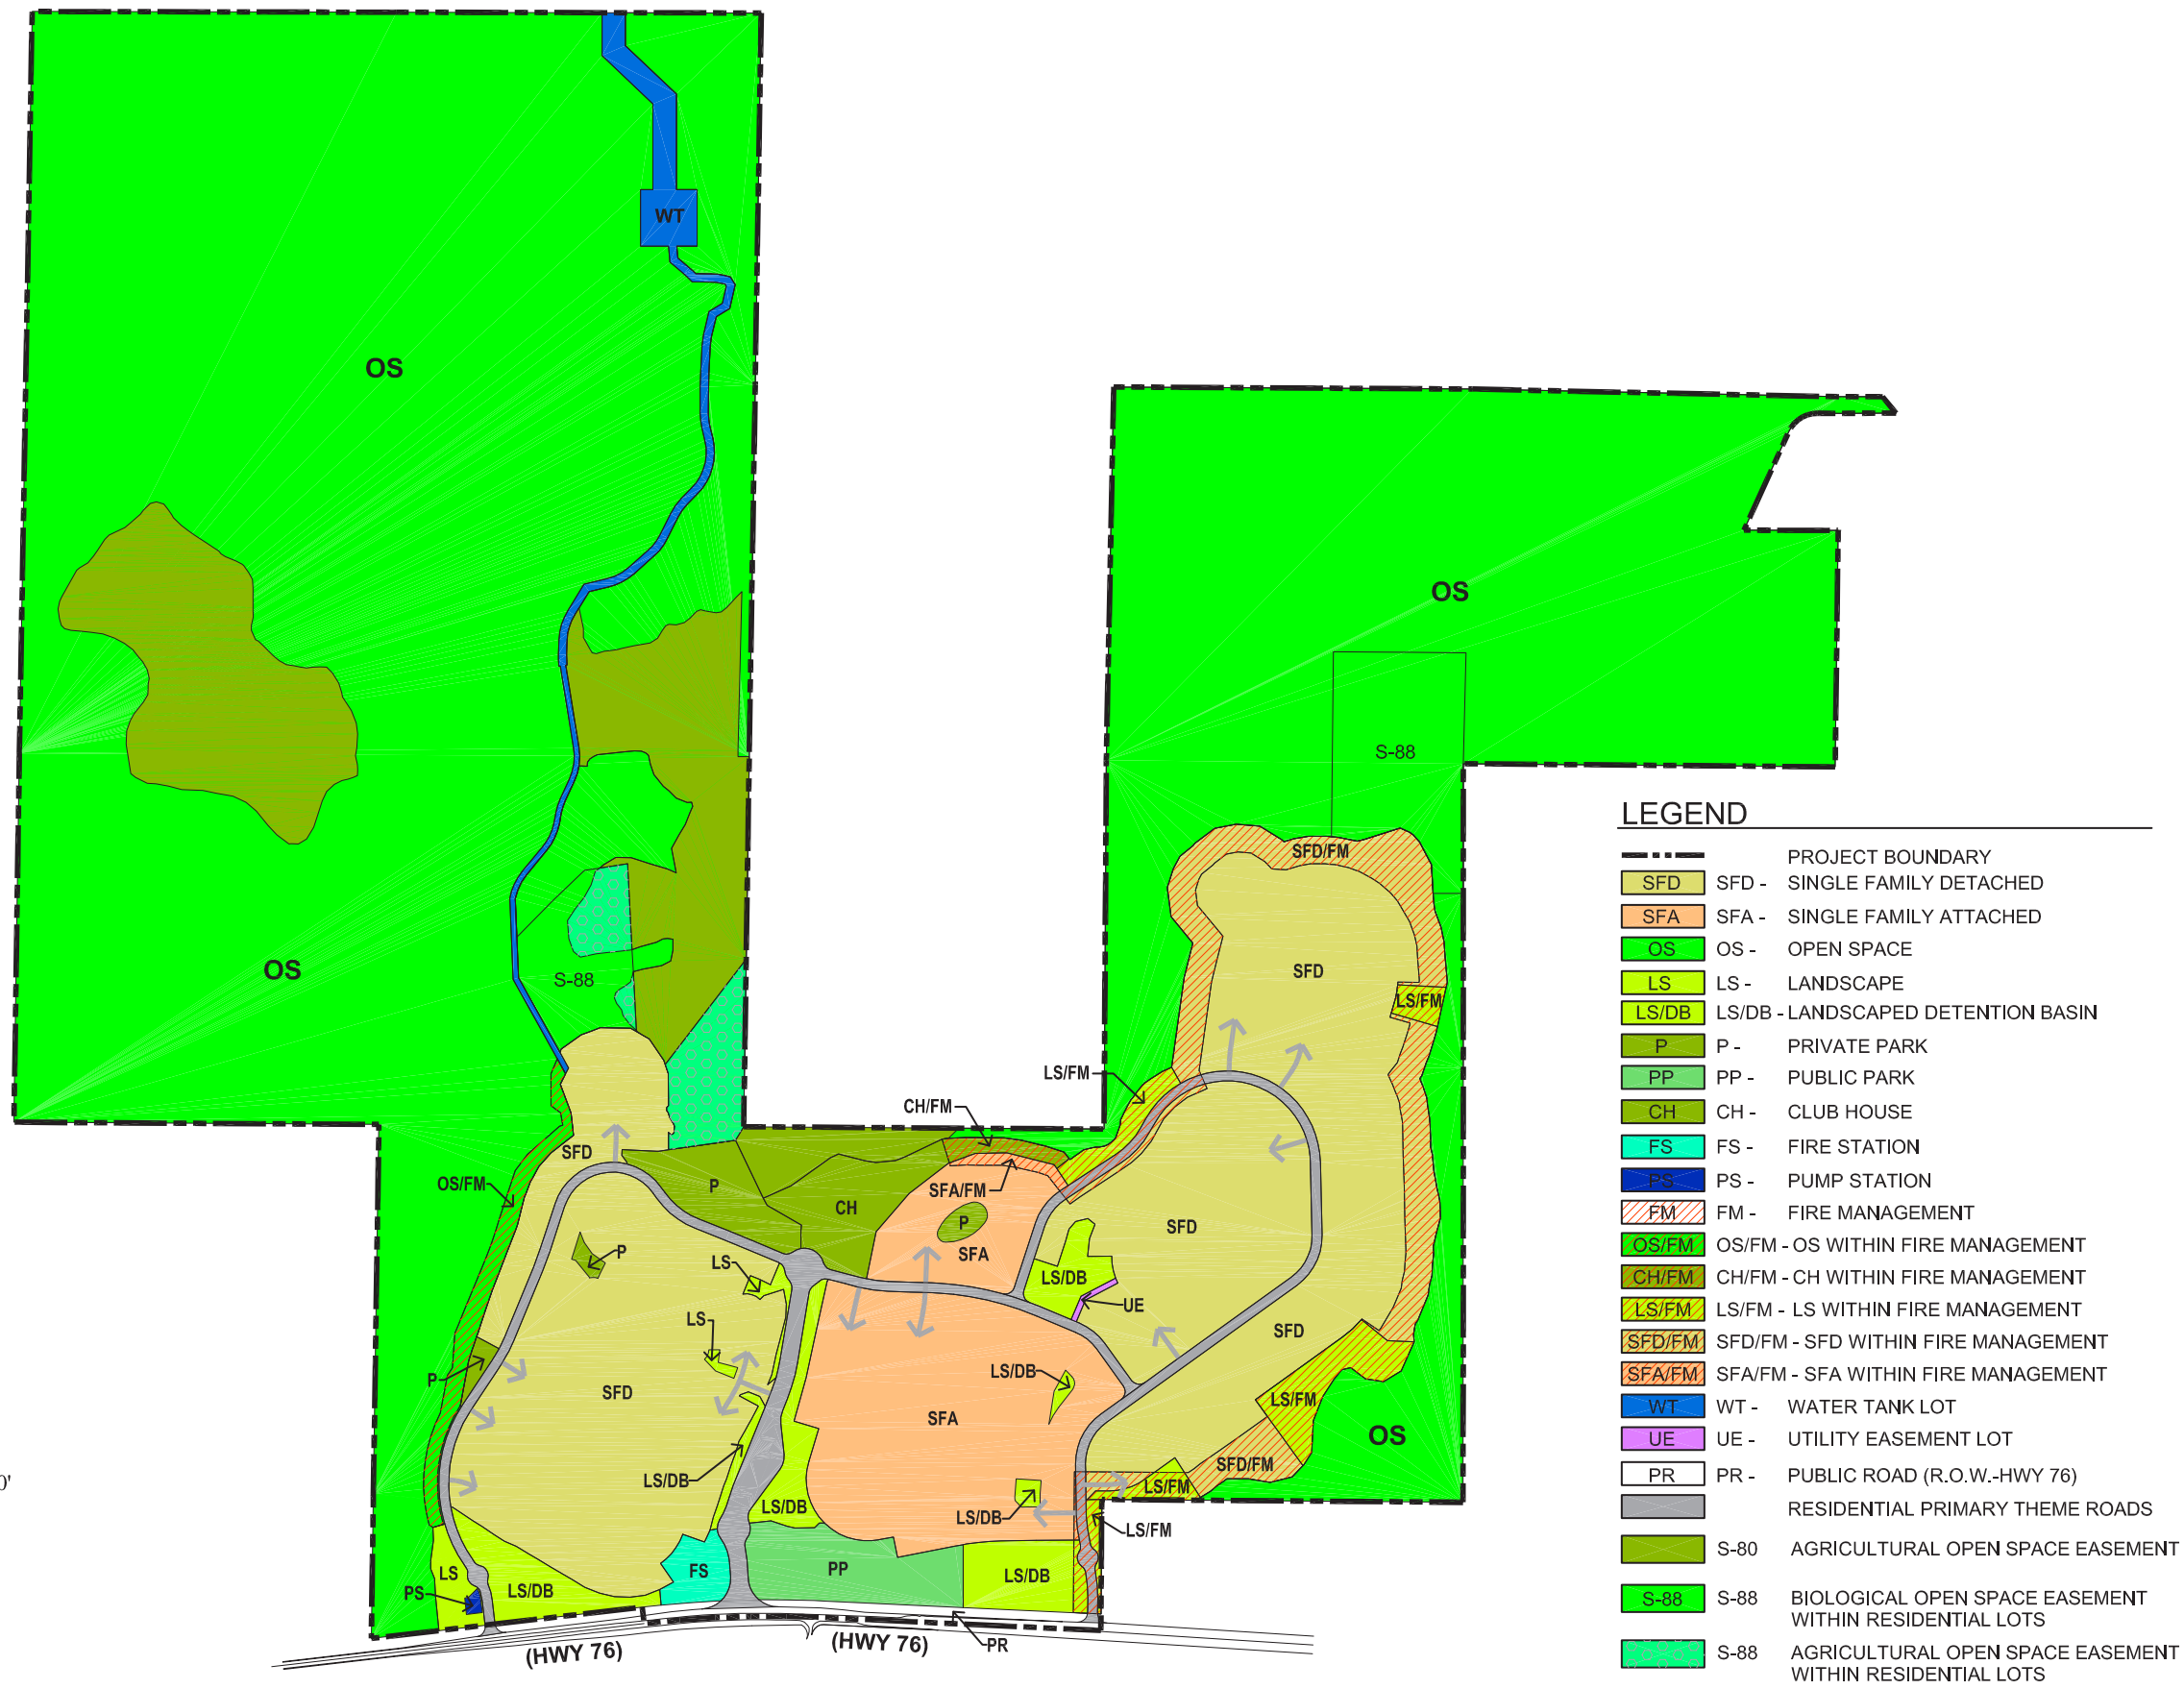 WT
OS
OS
S-88
SFD/FM
SFD
LS/FM
OS
S-88
LS/FM
CH/FM
SFD
OS/FM
P
CH
SFA/FM
P
SFA
SFD
P
LS
LS/DB
UE
LS
SFD
P
LS/DB
SFD
SFA
LS/FM
OS
LS/DB
SFD/FM
LS/FM
LS/DB
LS/DB
LS/FM
0'
LS
PS
LS/DB
FS
PP
LS/DB
PR
(HWY 76)
(HWY 76)
LEGEND
PROJECT BOUNDARY
SFD SFD - SINGLE FAMILY DETACHED
SFA SFA - SINGLE FAMILY ATTACHED
OS OS - OPEN SPACE
LS LS - LANDSCAPE
LS/DB LS/DB - LANDSCAPED DETENTION BASIN
P P - PRIVATE PARK
PP PP - PUBLIC PARK
CH CH - CLUB HOUSE
FS FS - FIRE STATION
PS PS - PUMP STATION
FM FM - FIRE MANAGEMENT
OS/FM OS/FM - OS WITHIN FIRE MANAGEMENT
CH/FM CH/FM - CH WITHIN FIRE MANAGEMENT
LS/FM LS/FM - LS WITHIN FIRE MANAGEMENT
SFD/FM SFD/FM - SFD WITHIN FIRE MANAGEMENT
SFA/FM SFA/FM - SFA WITHIN FIRE MANAGEMENT
WT WT - WATER TANK LOT
UE UE - UTILITY EASEMENT LOT
PR PR - PUBLIC ROAD (R.O.W.-HWY 76)
RESIDENTIAL PRIMARY THEME ROADS
S-80 AGRICULTURAL OPEN SPACE EASEMENT
S-88 S-88 BIOLOGICAL OPEN SPACE EASEMENT
WITHIN RESIDENTIAL LOTS
S-88 AGRICULTURAL OPEN SPACE EASEMENT
WITHIN RESIDENTIAL LOTS